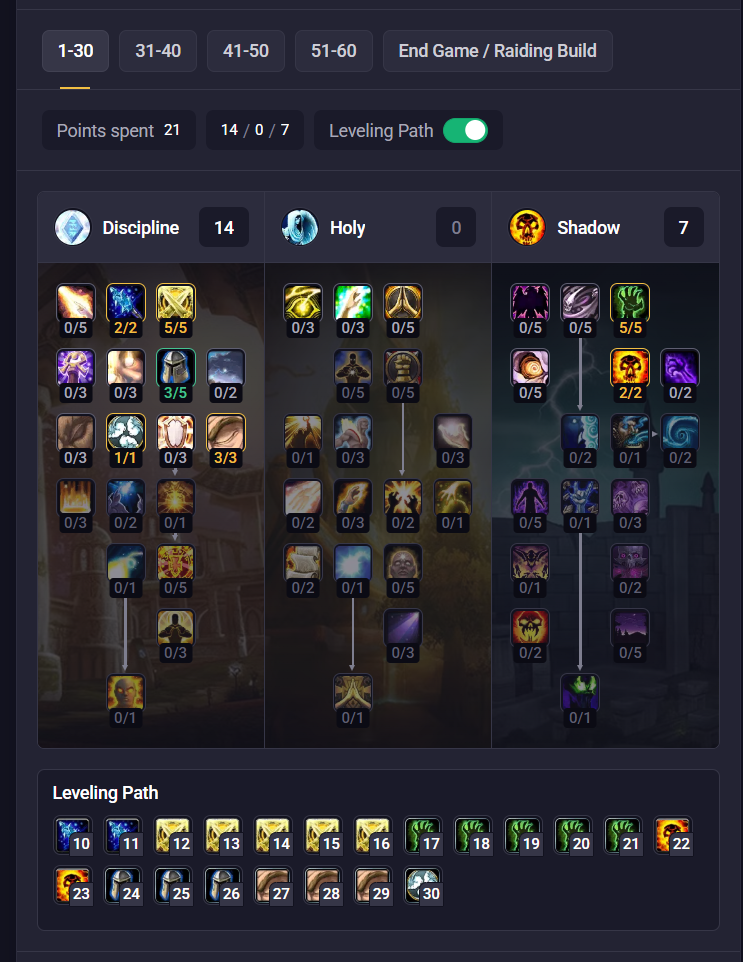 1-30 31-40 41-50 51-60 End Game / Raiding Build
Points spent 21 14 / 0 / 7 Leveling Path
Discipline 14 Holy 0 Shadow 7
0/5 2/2 5/5 0/3 0/3 0/5 0/5 0/5 5/5
0/3 0/3 3/5 0/2 0/5 0/5 0/5 2/2 0/2
0/3 1/1 0/3 3/3 0/1 0/3 0/3 0/2 0/1 0/2
0/3 0/2 0/1 0/2 0/3 0/2 0/1 0/5 0/1 0/3
0/1 0/5 0/2 0/1 0/5 0/1 0/2
0/3 0/3 0/2 0/5
0/1 0/1 0/1
Leveling Path
10 11 12 13 14 15 16 17 18 19 20 21 22
23 24 25 26 27 28 29 30